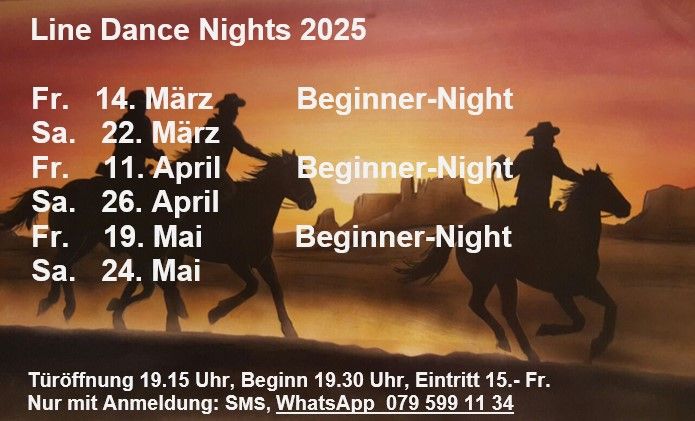 Line Dance Nights 2025
Fr. 14. März Beginner-Night
Sa. 22. März
Fr. 11. April Beginner-Night
Sa. 26. April
Fr. 19. Mai Beginner-Night
Sa. 24. Mai
Türöffnung 19.15 Uhr, Beginn 19.30 Uhr, Eintritt 15.- Fr.
Nur mit Anmeldung: SMS, WhatsApp 079 599 11 34